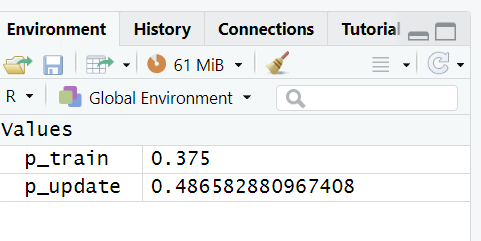 Environment History Connections Tutorial
61 MiB
R Global Environment
Values
p_train 0.375
p_update 0.486582880967408